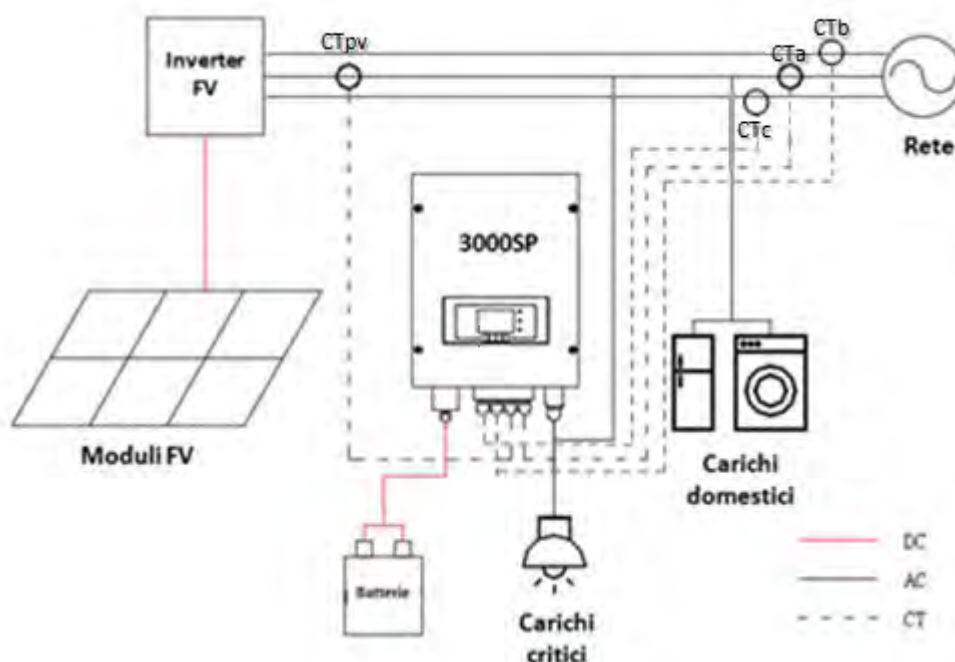 CTpv
CTb
CTa
Inverter
FV
CTc
Rete
3000SP
Moduli FV
Carichi
domestici
Batterie
Carichi
critici
DC
AC
CT